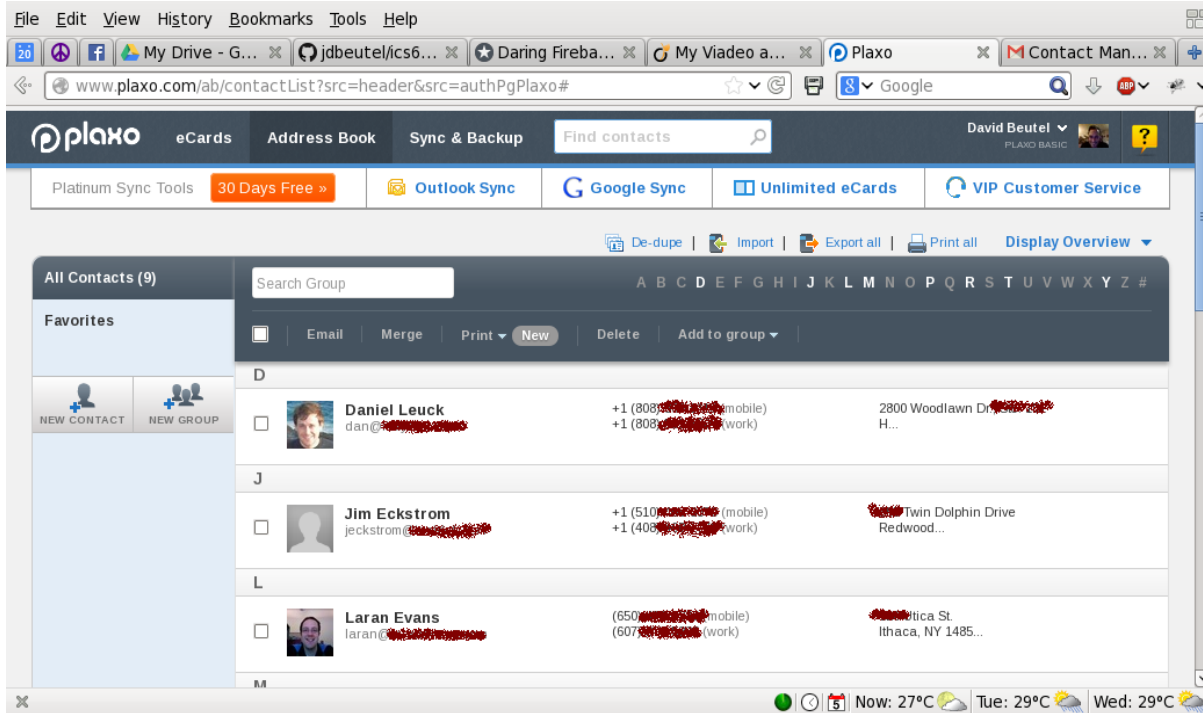 File Edit View History Bookmarks Tools Help
20 My Drive - G... jdbeutel/ics6... Daring Fireba... My Viadeo a... Plaxo Contact Man...
www.plaxo.com/ab/contactList?src=header&src=authPgPlaxo# Google ABP
plaxo eCards Address Book Sync & Backup Find contacts David Beutel ?
PLAXO BASIC
Platinum Sync Tools 30 Days Free » Outlook Sync Google Sync Unlimited eCards VIP Customer Service
De-dupe | Import | Export all | Print all Display Overview
All Contacts (9) Search Group A B C D E F G H I J K L M N O P Q R S T U V W X Y Z #
Favorites
Email Merge Print New Delete Add to group
NEW CONTACT NEW GROUP
D
Daniel Leuck +1 (808) (mobile) 2800 Woodlawn Dr
dan@ +1 (808) (work) H...
J
Jim Eckstrom +1 (510) (mobile) Twin Dolphin Drive
jeckstrom@ +1 (408) (work) Redwood...
L
Laran Evans (650) (mobile) Utica St.
laran@ (607) (work) Ithaca, NY 1485...
M
5 Now: 27°C Tue: 29°C Wed: 29°C